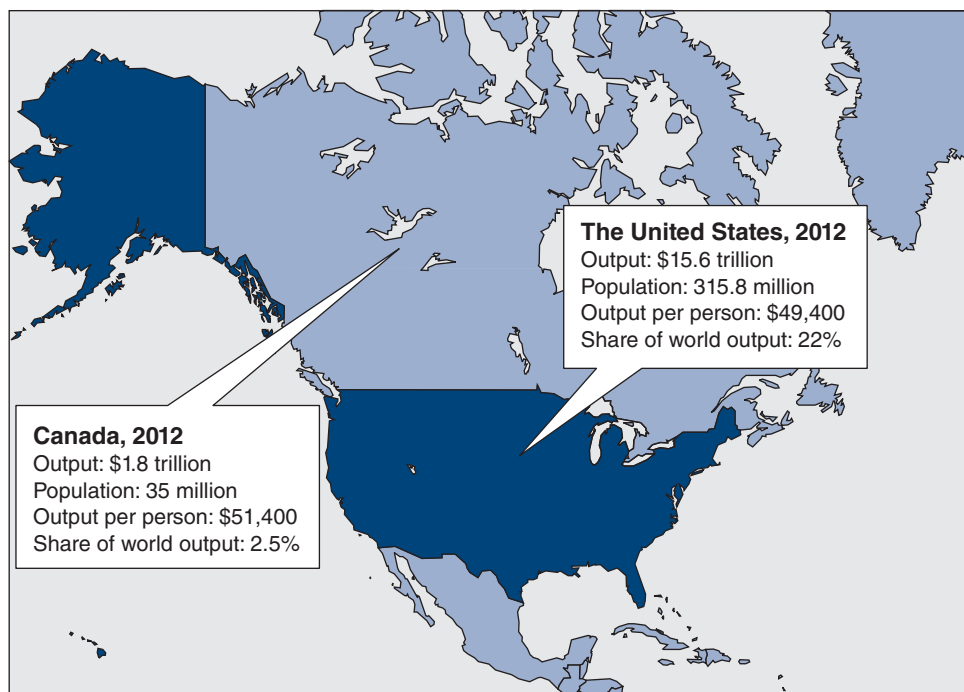 The United States, 2012
Output: $15.6 trillion
Population: 315.8 million
Output per person: $49,400
Share of world output: 22%
Canada, 2012
Output: $1.8 trillion
Population: 35 million
Output per person: $51,400
Share of world output: 2.5%